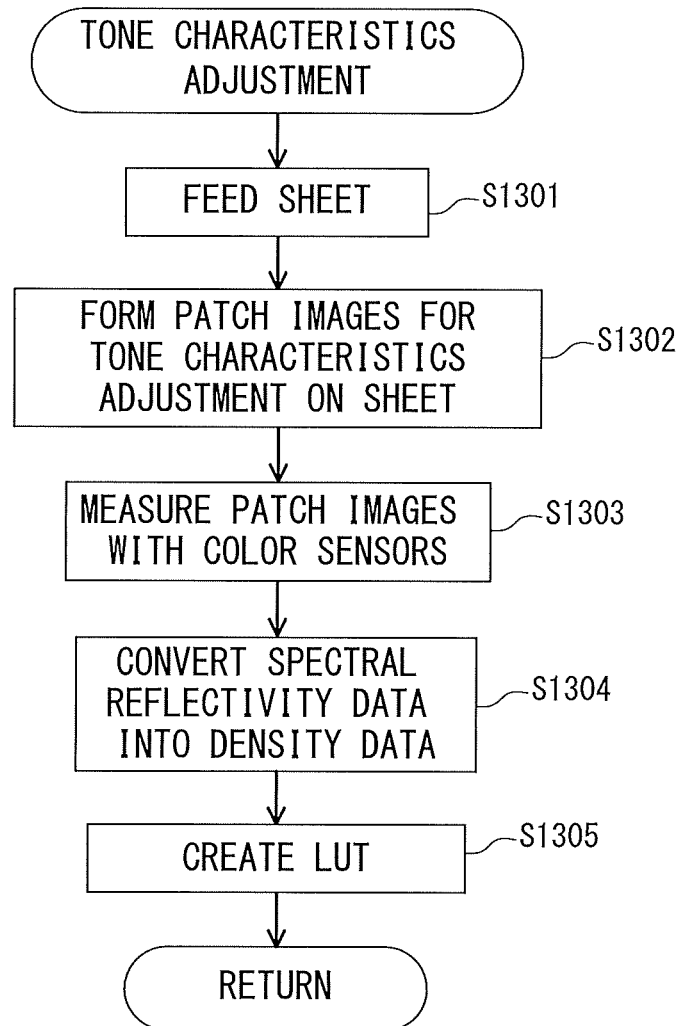 TONE CHARACTERISTICS
ADJUSTMENT
FEED SHEET
S1301
FORM PATCH IMAGES FOR
TONE CHARACTERISTICS
ADJUSTMENT ON SHEET
S1302
MEASURE PATCH IMAGES
WITH COLOR SENSORS
S1303
CONVERT SPECTRAL
REFLECTIVITY DATA
INTO DENSITY DATA
S1304
CREATE LUT
S1305
RETURN